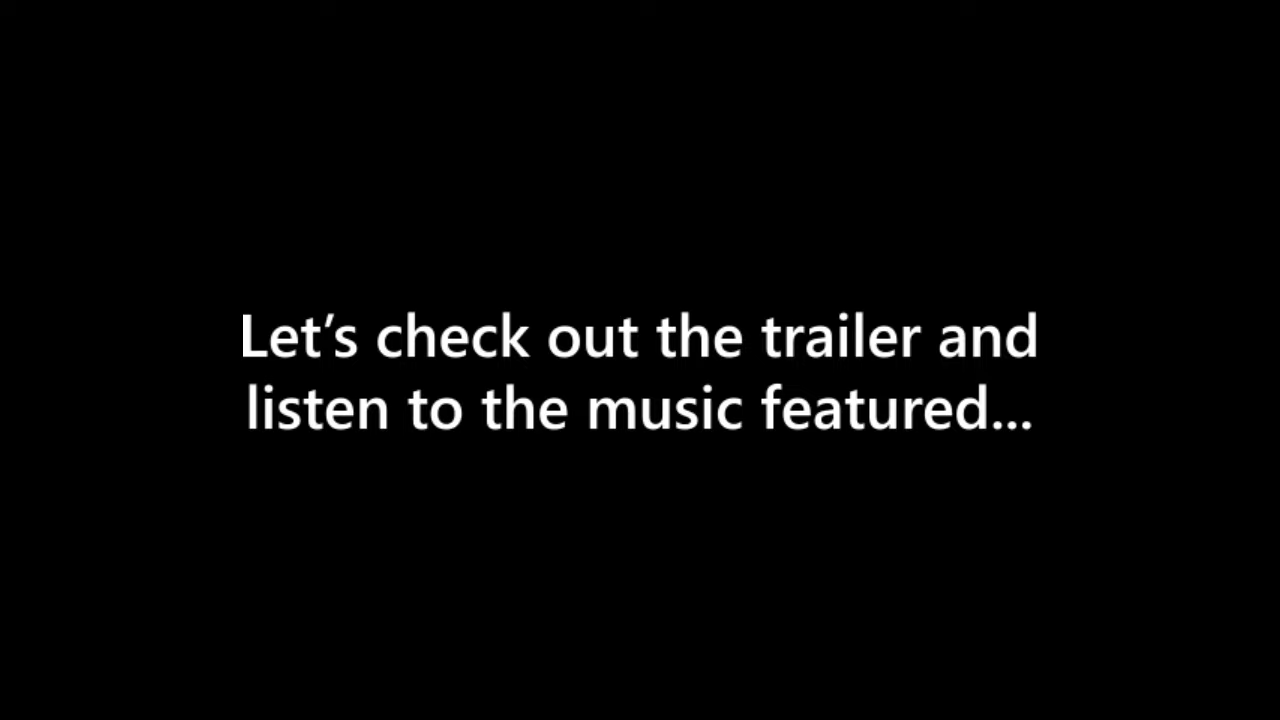 Let’s check out the trailer and
listen to the music featured...